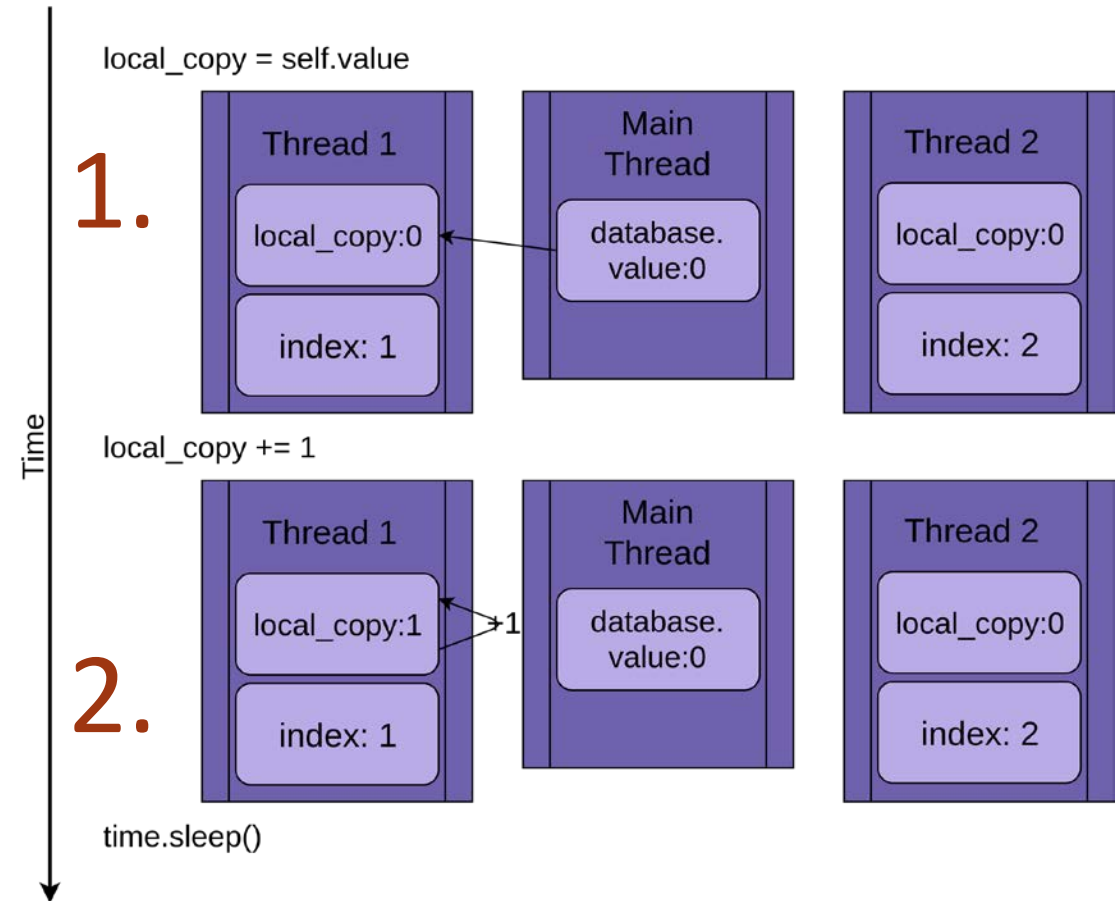 local_copy = self.value
1.
Thread 1
local_copy:0
index: 1
Main
Thread
database.
value:0
Thread 2
local_copy:0
index: 2
Time
local_copy += 1
2.
Thread 1
local_copy:1
+1
index: 1
Main
Thread
database.
value:0
Thread 2
local_copy:0
index: 2
time.sleep()